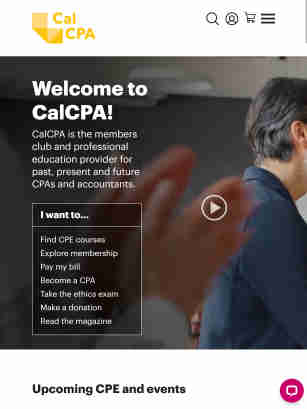 Cal
CPA
Welcome to
CalCPA!
CalCPA is the members
club and professional
education provider for
past, present and future
CPAs and accountants.
I want to...
Find CPE courses
Explore membership
Pay my bill
Become a CPA
Take the ethics exam
Make a donation
Read the magazine
Upcoming CPE and events